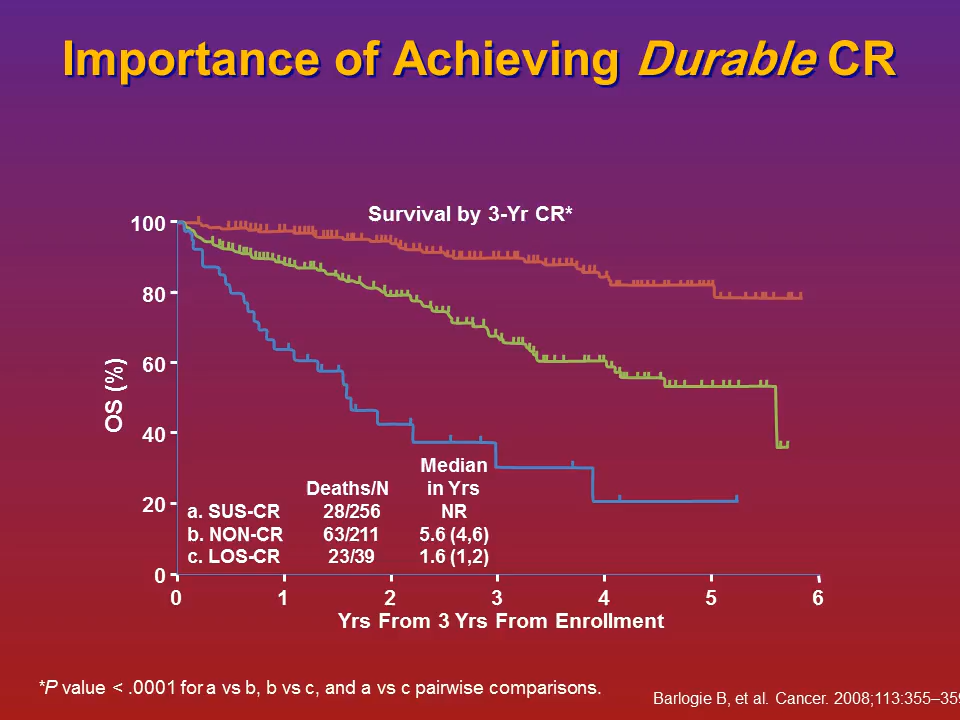 Importance of Achieving Durable CR
Survival by 3-Yr CR*
OS (%)
100
80
60
40
20
0
Median
Deaths/N in Yrs
a. SUS-CR 28/256 NR
b. NON-CR 63/211 5.6 (4,6)
c. LOS-CR 23/39 1.6 (1,2)
0 1 2 3 4 5 6
Yrs From 3 Yrs From Enrollment
*P value < .0001 for a vs b, b vs c, and a vs c pairwise comparisons.
Barlogie B, et al. Cancer. 2008;113:355–359